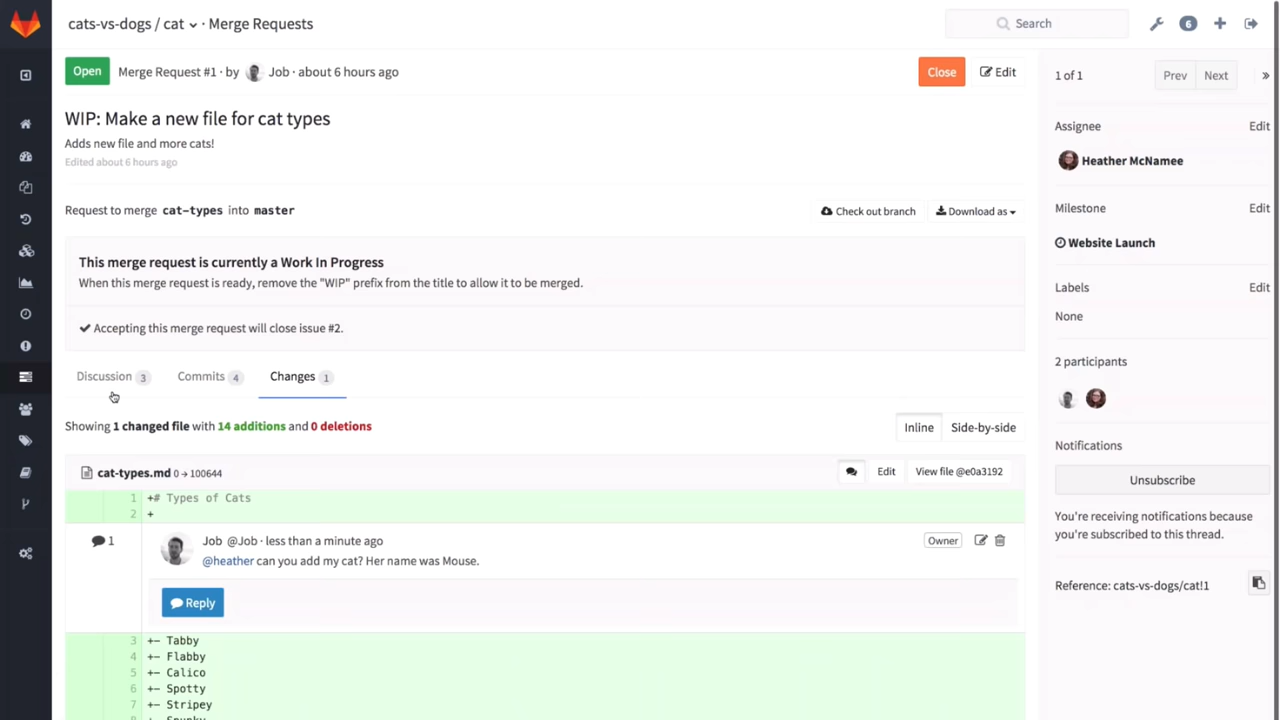 cats-vs-dogs / cat · Merge Requests
Search
6
Open Merge Request #1 · by Job · about 6 hours ago
Close
Edit
1 of 1
Prev
Next
»
WIP: Make a new file for cat types
Adds new file and more cats!
Edited about 6 hours ago
Assignee
Edit
Heather McNamee
Request to merge cat-types into master
Check out branch
Download as
Milestone
Edit
Website Launch
This merge request is currently a Work In Progress
When this merge request is ready, remove the "WIP" prefix from the title to allow it to be merged.
Labels
Edit
None
Accepting this merge request will close issue #2.
2 participants
Discussion 3
Commits 4
Changes 1
Showing 1 changed file with 14 additions and 0 deletions
Inline
Side-by-side
Notifications
Unsubscribe
You're receiving notifications because
you're subscribed to this thread.
Reference: cats-vs-dogs/cat!1
cat-types.md 0 → 100644
Edit
View file @e0a3192
1 +# Types of Cats
2 +
1
Job @Job · less than a minute ago
Owner
@heather can you add my cat? Her name was Mouse.
Reply
3 +- Tabby
4 +- Flabby
5 +- Calico
6 +- Spotty
7 +- Stripey